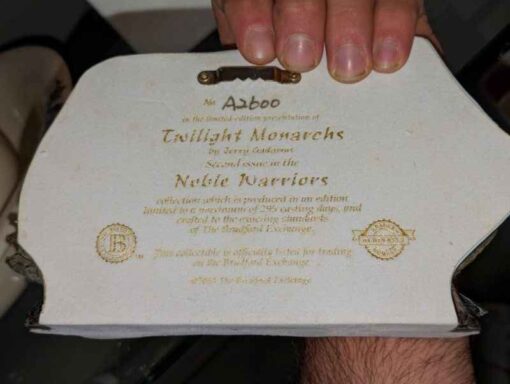 No A2600
in the limited edition presentation of
Twilight Monarchs
by Jerry Gadamus
Second issue in the
Noble Warriors
collection which is produced in an edition
limited to a maximum of 295 casting days, and
crafted to the exacting standards
of The Bradford Exchange.
This collectible is officially listed for trading
on the Bradford Exchange
The Bradford Exchange
B
TM